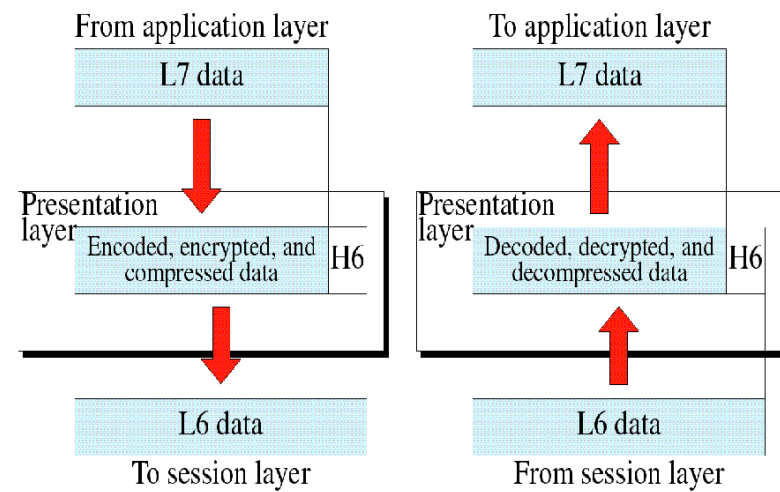 From application layer
L7 data
Presentation
layer
Encoded, encrypted, and
compressed data
H6
L6 data
To session layer
To application layer
L7 data
Presentation
layer
Decoded, decrypted, and
decompressed data
H6
L6 data
From session layer